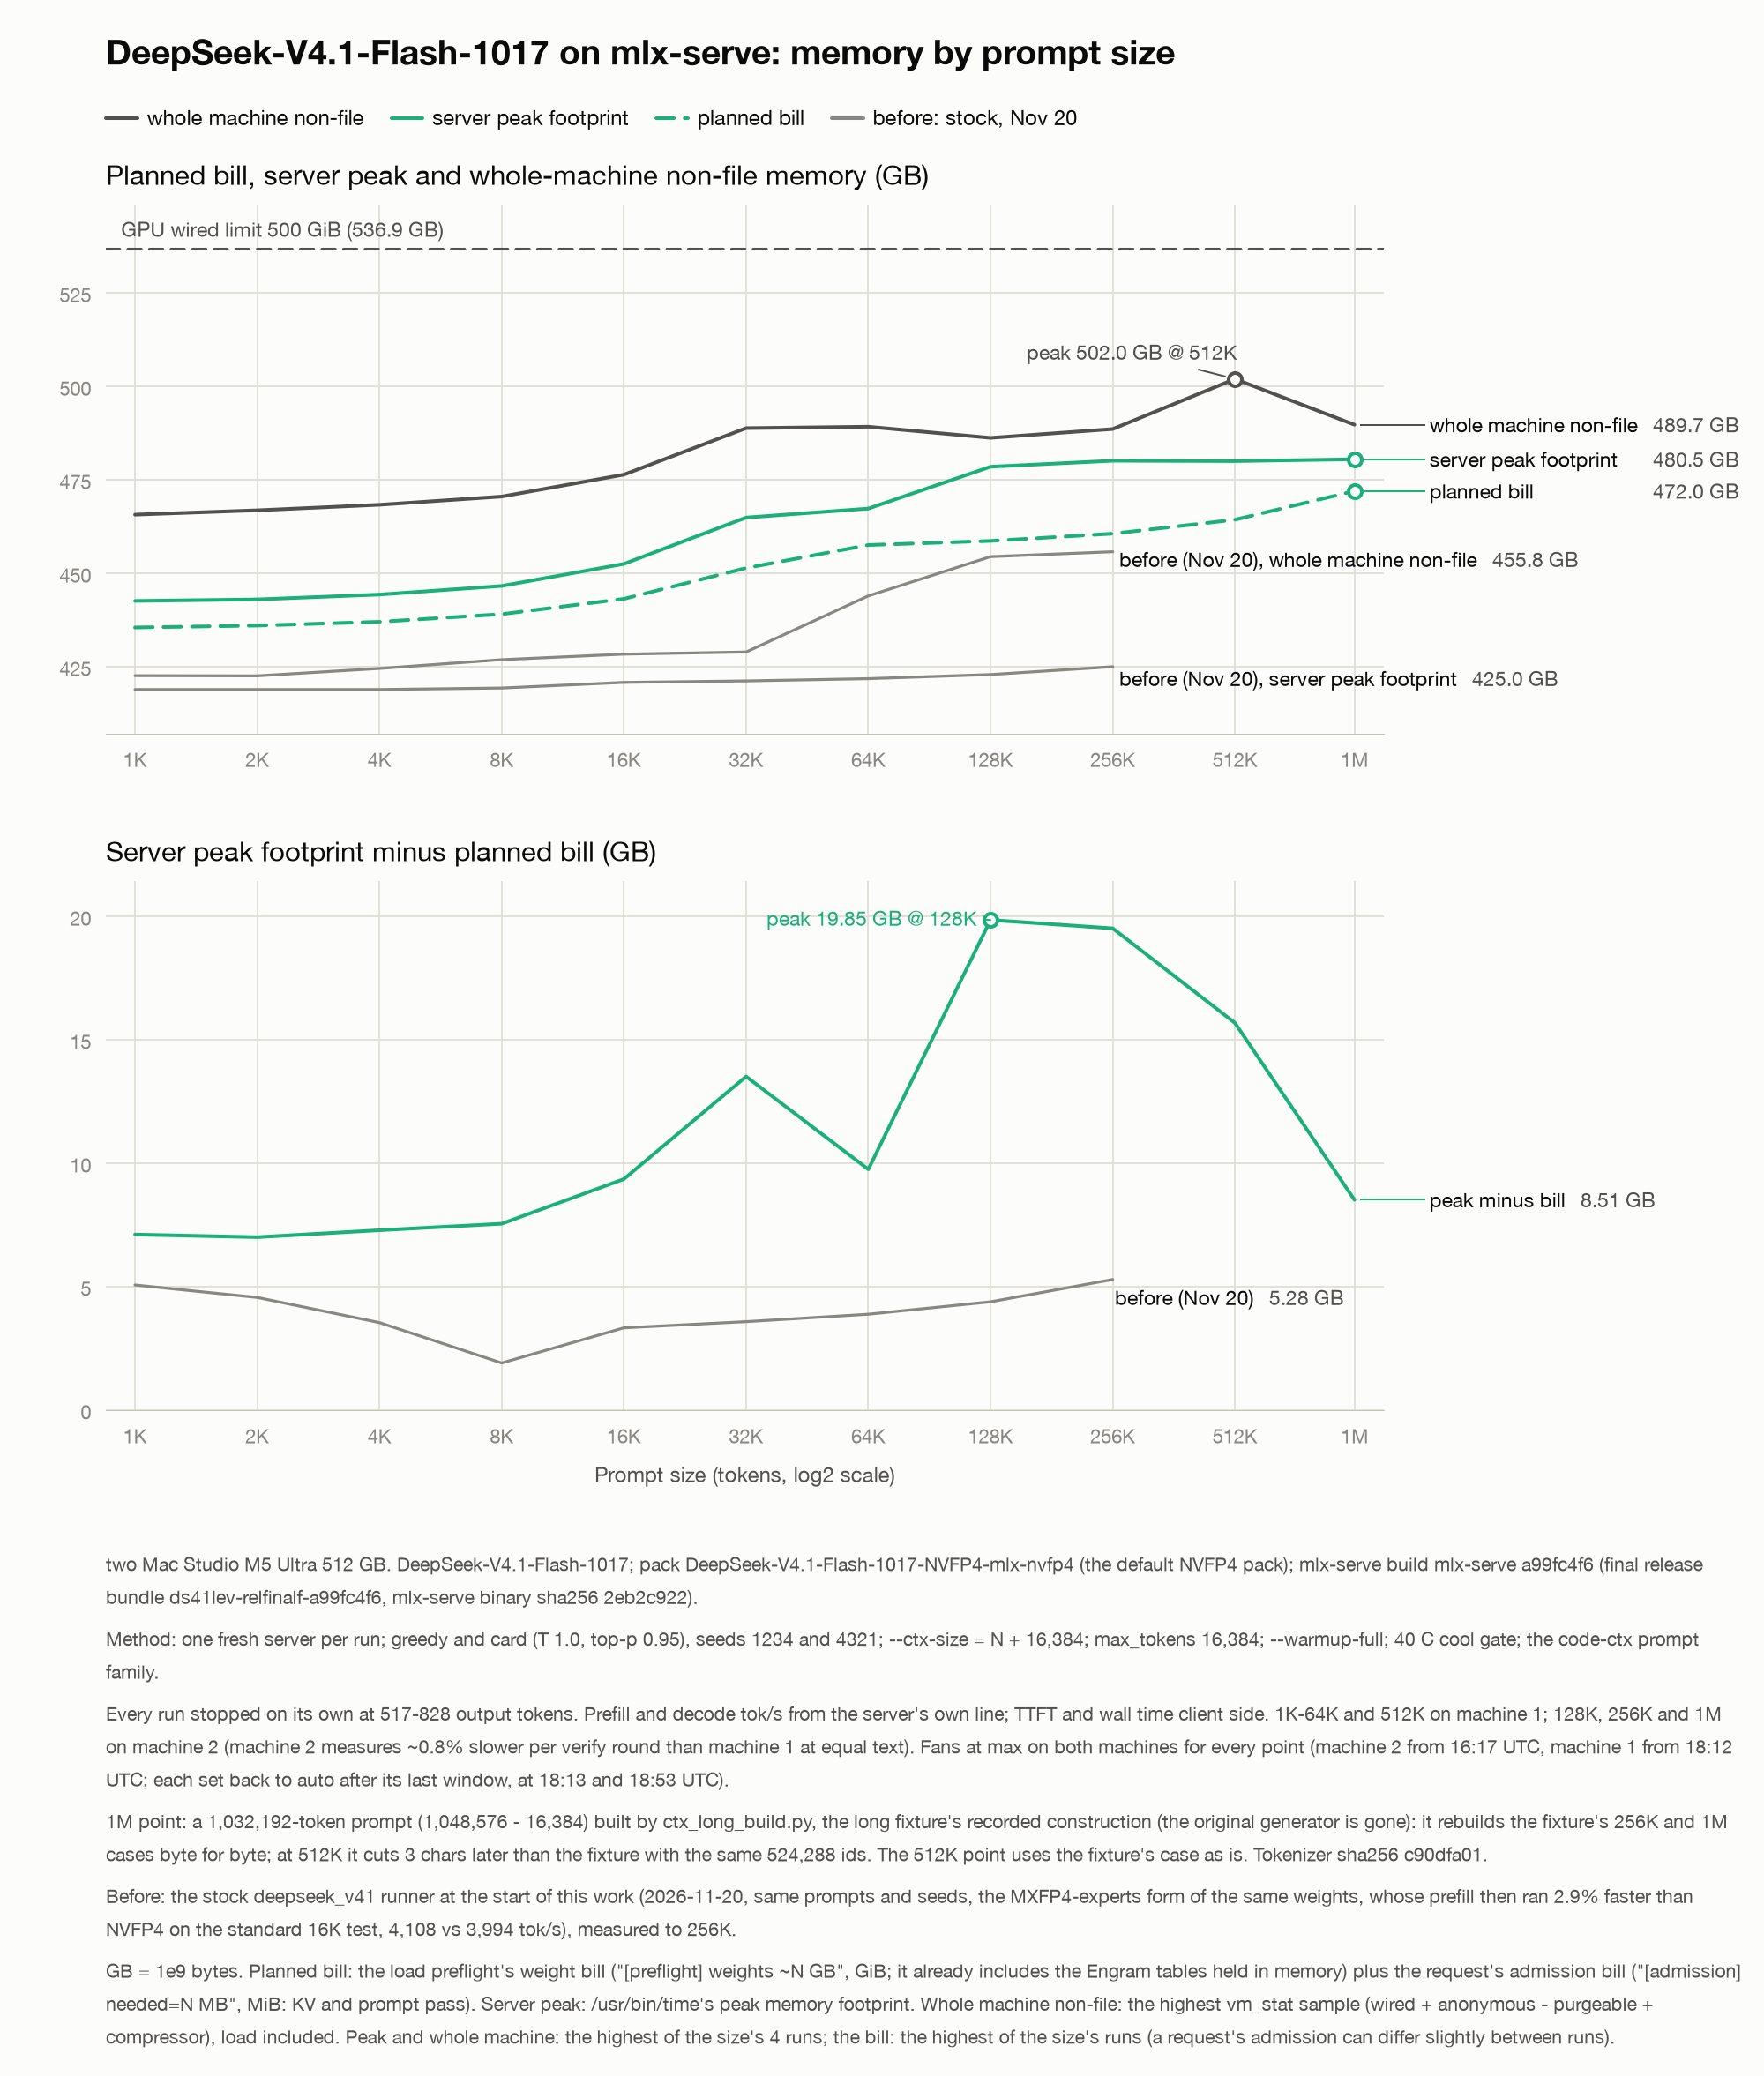 DeepSeek-V4.1-Flash-1017 on mlx-serve: memory by prompt size
whole machine non-file
server peak footprint
planned bill
before: stock, Nov 20
Planned bill, server peak and whole-machine non-file memory (GB)
GPU wired limit 500 GiB (536.9 GB)
525
500
475
450
425
peak 502.0 GB @ 512K
whole machine non-file 489.7 GB
server peak footprint 480.5 GB
planned bill 472.0 GB
before (Nov 20), whole machine non-file 455.8 GB
before (Nov 20), server peak footprint 425.0 GB
1K 2K 4K 8K 16K 32K 64K 128K 256K 512K 1M
Server peak footprint minus planned bill (GB)
20
15
10
5
0
peak 19.85 GB @ 128K
peak minus bill 8.51 GB
before (Nov 20) 5.28 GB
1K 2K 4K 8K 16K 32K 64K 128K 256K 512K 1M
Prompt size (tokens, log2 scale)
two Mac Studio M5 Ultra 512 GB. DeepSeek-V4.1-Flash-1017; pack DeepSeek-V4.1-Flash-1017-NVFP4-mlx-nvfp4 (the default NVFP4 pack); mlx-serve build mlx-serve a99fc4f6 (final release
bundle ds41lev-relfinalf-a99fc4f6, mlx-serve binary sha256 2eb2c922).
Method: one fresh server per run; greedy and card (T 1.0, top-p 0.95), seeds 1234 and 4321; --ctx-size = N + 16,384; max_tokens 16,384; --warmup-full; 40 C cool gate; the code-ctx prompt
family.
Every run stopped on its own at 517-828 output tokens. Prefill and decode tok/s from the server's own line; TTFT and wall time client side. 1K-64K and 512K on machine 1; 128K, 256K and 1M
on machine 2 (machine 2 measures ~0.8% slower per verify round than machine 1 at equal text). Fans at max on both machines for every point (machine 2 from 16:17 UTC, machine 1 from 18:12
UTC; each set back to auto after its last window, at 18:13 and 18:53 UTC).
1M point: a 1,032,192-token prompt (1,048,576 - 16,384) built by ctx_long_build.py, the long fixture's recorded construction (the original generator is gone): it rebuilds the fixture's 256K and 1M
cases byte for byte; at 512K it cuts 3 chars later than the fixture with the same 524,288 ids. The 512K point uses the fixture's case as is. Tokenizer sha256 c90dfa01.
Before: the stock deepseek_v41 runner at the start of this work (2026-11-20, same prompts and seeds, the MXFP4-experts form of the same weights, whose prefill then ran 2.9% faster than
NVFP4 on the standard 16K test, 4,108 vs 3,994 tok/s), measured to 256K.
GB = 1e9 bytes. Planned bill: the load preflight's weight bill ("[preflight] weights ~N GB", GiB; it already includes the Engram tables held in memory) plus the request's admission bill ("[admission]
needed=N MB", MiB: KV and prompt pass). Server peak: /usr/bin/time's peak memory footprint. Whole machine non-file: the highest vm_stat sample (wired + anonymous - purgeable +
compressor), load included. Peak and whole machine: the highest of the size's 4 runs; the bill: the highest of the size's runs (a request's admission can differ slightly between runs).